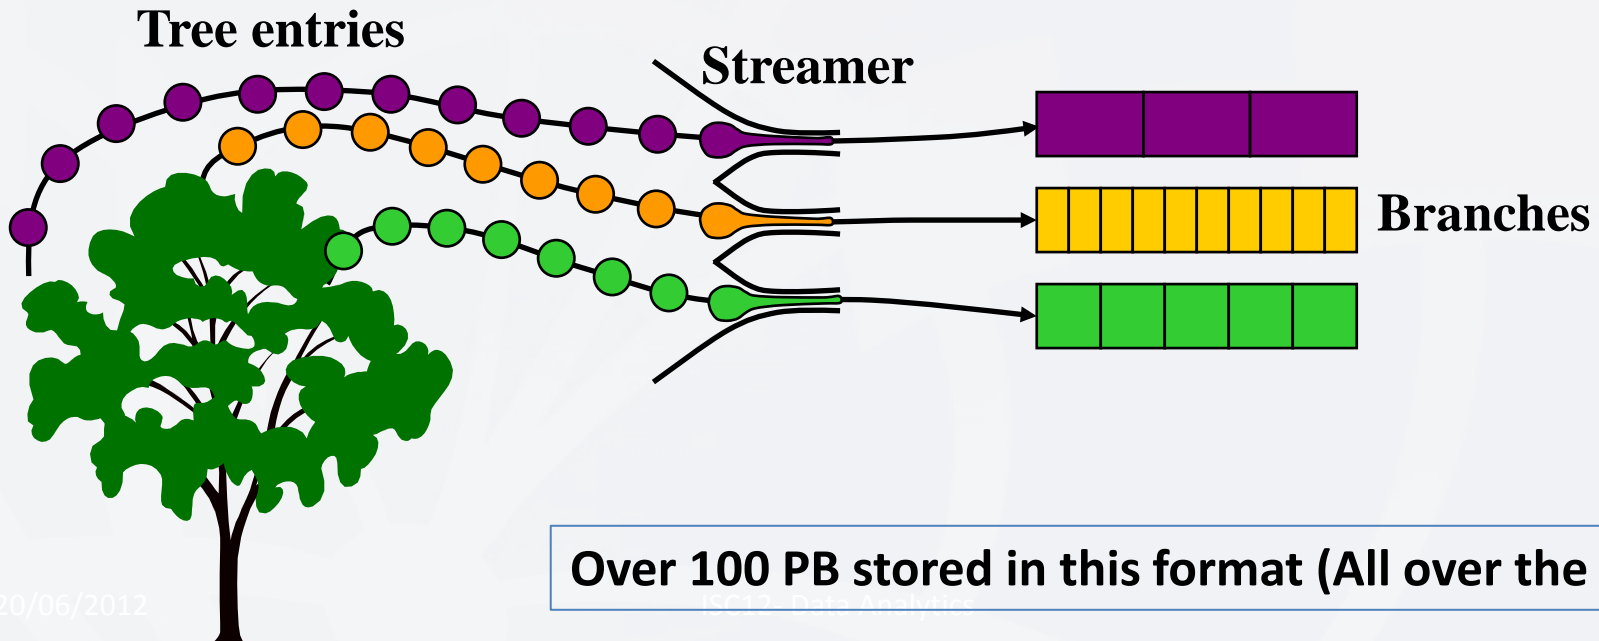 Tree entries
Streamer
Branches
Over 100 PB stored in this format (All over the
20/06/2012
ISC12- Data Analytics